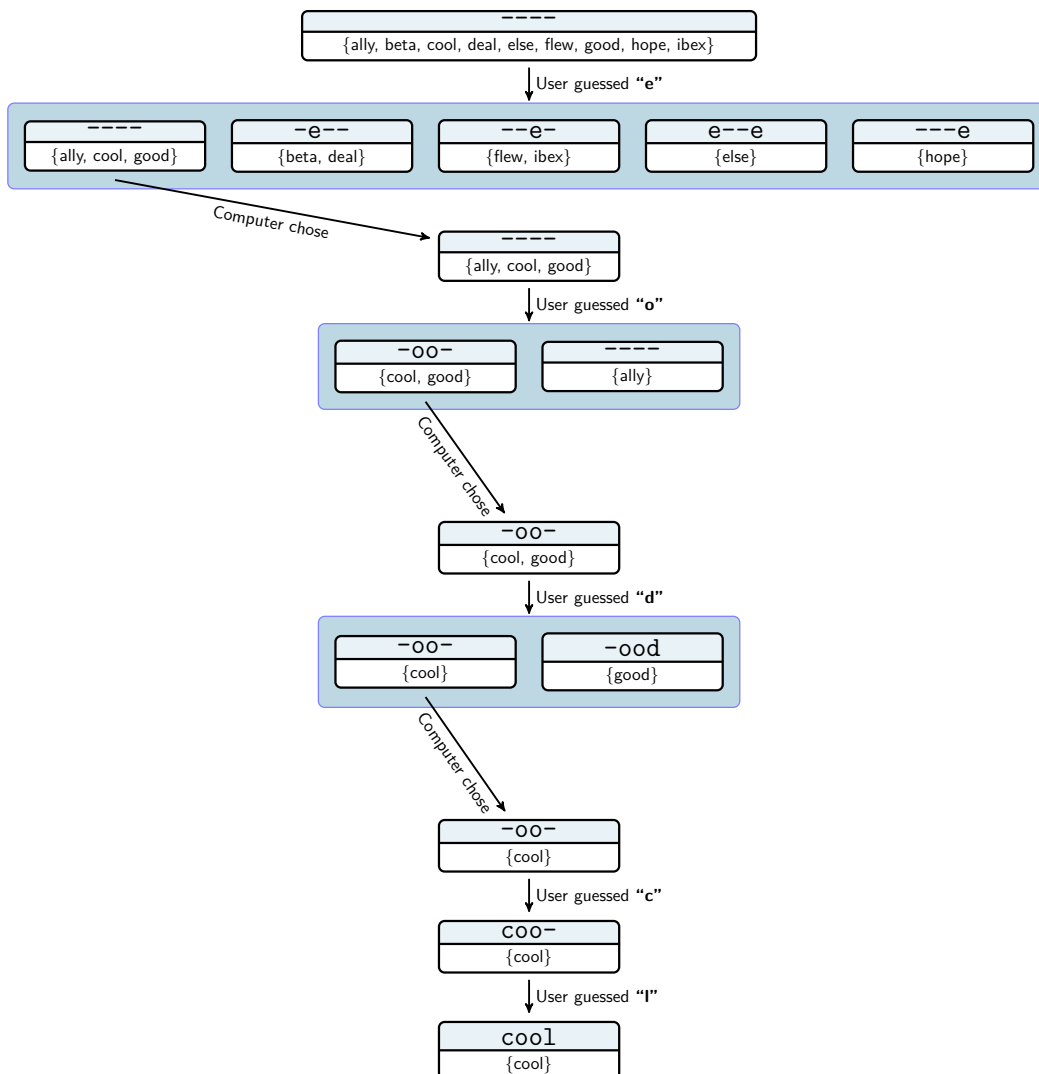 ----
{ally, beta, cool, deal, else, flew, good, hope, ibex}
User guessed “e”
---- -e-- --e- e--e ---e
{ally, cool, good} {beta, deal} {flew, ibex} {else} {hope}
Computer chose
----
{ally, cool, good}
User guessed “o”
-oo- ----
{cool, good} {ally}
Computer chose
-oo-
{cool, good}
User guessed “d”
-oo- -ood
{cool} {good}
Computer chose
-oo-
{cool}
User guessed “c”
coo-
{cool}
User guessed “l”
cool
{cool}